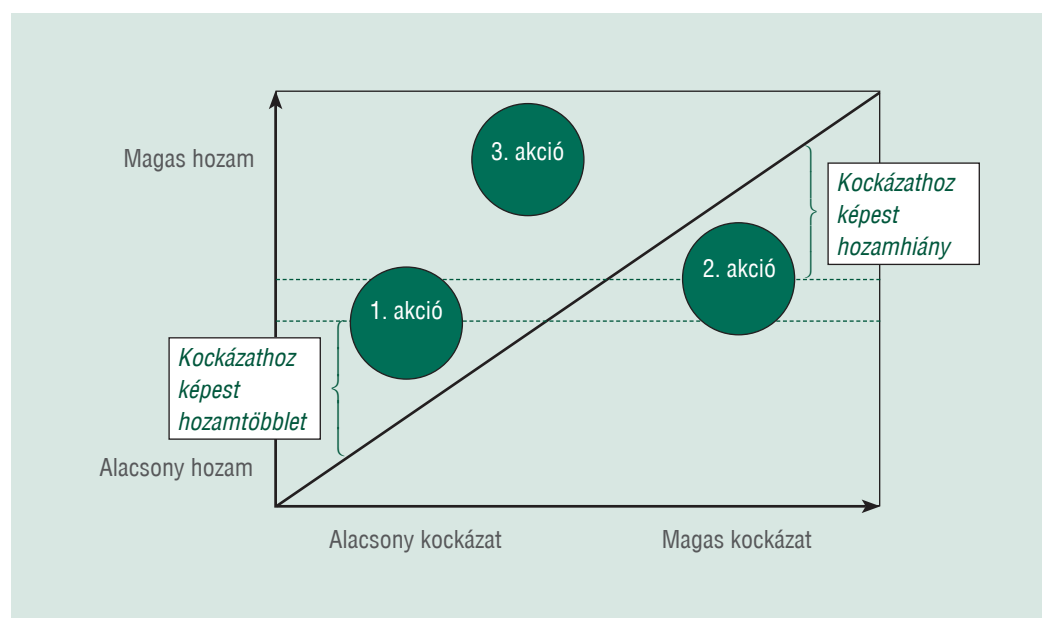 Magas hozam
3. akció
Kockázathoz
képest
hozamhiány
2. akció
1. akció
Kockázathoz
képest
hozamtöbblet
Alacsony hozam
Alacsony kockázat
Magas kockázat